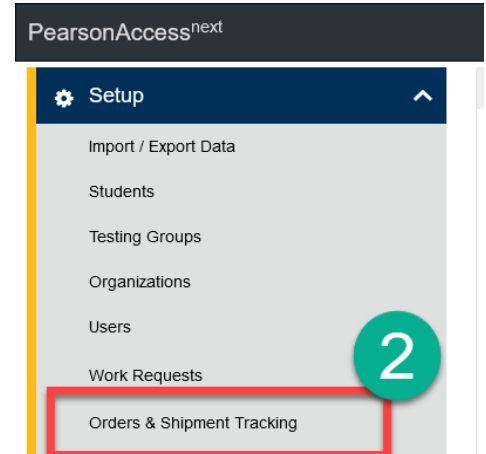 PearsonAccessnext
Setup
Import / Export Data
Students
Testing Groups
Organizations
Users
2
Work Requests
Orders & Shipment Tracking